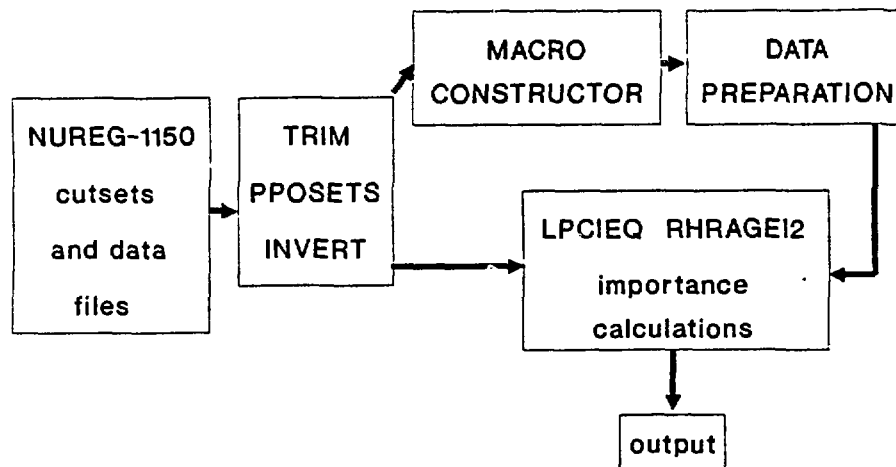 NUREG-1150
cutsets
and data
files
TRIM
PPOSETS
INVERT
MACRO
CONSTRUCTOR
DATA
PREPARATION
LPCIEQ RHRAGEI2
importance
calculations
output